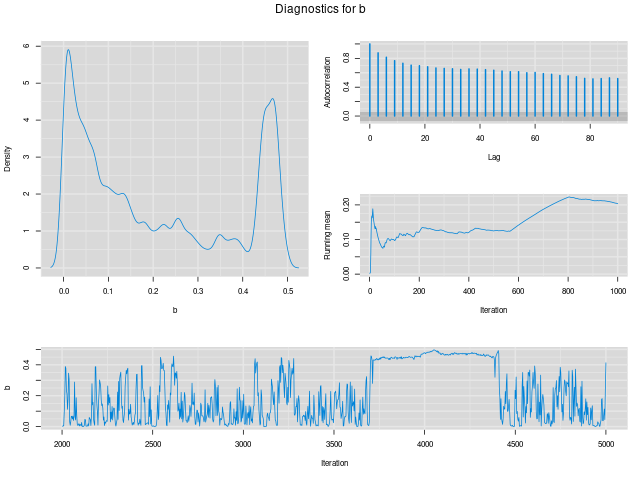 Diagnostics for b
Density
0 1 2 3 4 5 6
0.0 0.1 0.2 0.3 0.4 0.5
b
Autocorrelation
0.0 0.4 0.8
0 20 40 60 80
Lag
Running mean
0.00 0.10 0.20
0 200 400 600 800 1000
Iteration
b
0.0 0.2 0.4
2000 2500 3000 3500 4000 4500 5000
Iteration